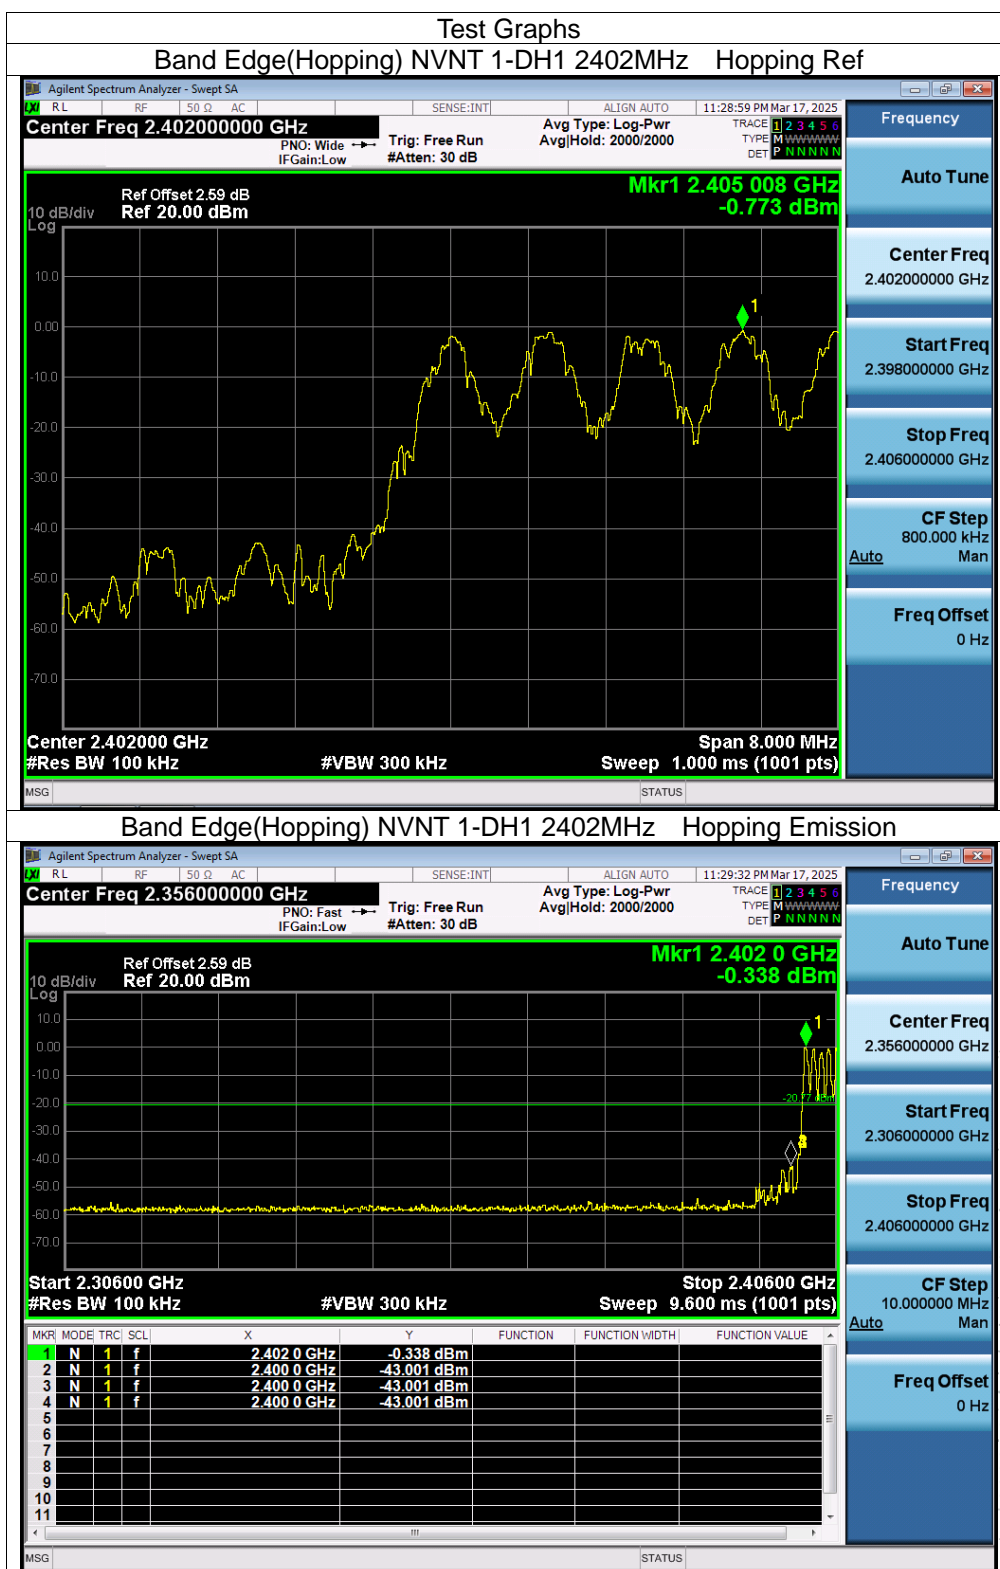 Test Graphs
Band Edge(Hopping) NVNT 1-DH1 2402MHz Hopping Ref
Agilent Spectrum Analyzer - Swept SA
LXI RL RF 50 Ω AC SENSE:INT ALIGN AUTO 11:28:59 PM Mar 17, 2025
Center Freq 2.402000000 GHz
PNO: Wide
IFGain:Low
Trig: Free Run
#Atten: 30 dB
Avg Type: Log-Pwr
Avg|Hold: 2000/2000
TRACE 1 2 3 4 5 6
TYPE M WWWWW
DET P N N N N N
Frequency
Mkr1 2.405 008 GHz
-0.773 dBm
Ref Offset 2.59 dB
10 dB/div Ref 20.00 dBm
Log
10.0
0.00
-10.0
-20.0
-30.0
-40.0
-50.0
-60.0
-70.0
1
Center 2.402000 GHz Span 8.000 MHz
#Res BW 100 kHz #VBW 300 kHz Sweep 1.000 ms (1001 pts)
MSG STATUS
Auto Tune
Center Freq
2.402000000 GHz
Start Freq
2.398000000 GHz
Stop Freq
2.406000000 GHz
CF Step
800.000 kHz
Auto Man
Freq Offset
0 Hz
Band Edge(Hopping) NVNT 1-DH1 2402MHz Hopping Emission
Agilent Spectrum Analyzer - Swept SA
LXI RL RF 50 Ω AC SENSE:INT ALIGN AUTO 11:29:32 PM Mar 17, 2025
Center Freq 2.356000000 GHz
PNO: Fast
IFGain:Low
Trig: Free Run
#Atten: 30 dB
Avg Type: Log-Pwr
Avg|Hold: 2000/2000
TRACE 1 2 3 4 5 6
TYPE M WWWWW
DET P N N N N N
Frequency
Mkr1 2.402 0 GHz
-0.338 dBm
Ref Offset 2.59 dB
10 dB/div Ref 20.00 dBm
Log
10.0
0.00
-10.0
-20.0
-30.0
-40.0
-50.0
-60.0
-70.0
1
-20.77 dBm
Start 2.30600 GHz Stop 2.40600 GHz
#Res BW 100 kHz #VBW 300 kHz Sweep 9.600 ms (1001 pts)
MKR MODE TRC SCL X Y FUNCTION FUNCTION WIDTH FUNCTION VALUE
1 N 1 f 2.402 0 GHz -0.338 dBm
2 N 1 f 2.400 0 GHz -43.001 dBm
3 N 1 f 2.400 0 GHz -43.001 dBm
4 N 1 f 2.400 0 GHz -43.001 dBm
5
6
7
8
9
10
11
MSG STATUS
Auto Tune
Center Freq
2.356000000 GHz
Start Freq
2.306000000 GHz
Stop Freq
2.406000000 GHz
CF Step
10.000000 MHz
Auto Man
Freq Offset
0 Hz